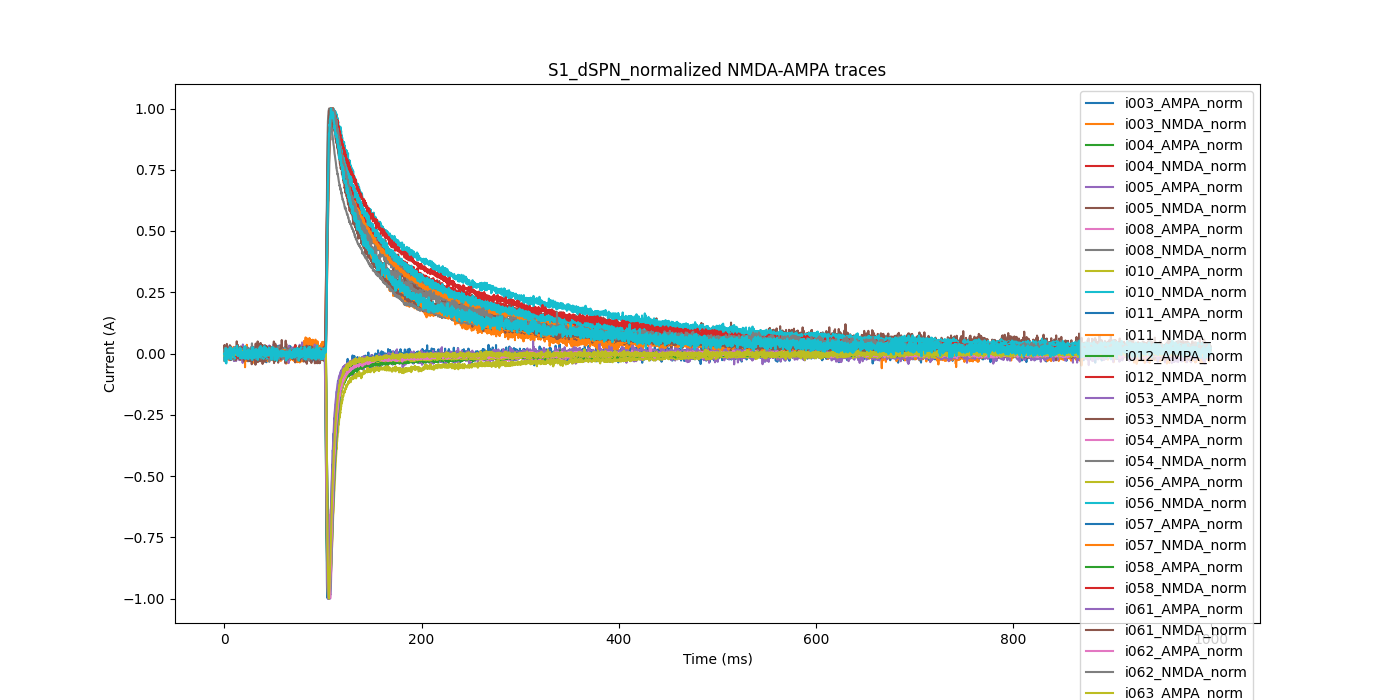 S1_dSPN_normalized NMDA-AMPA traces
Current (A)
1.00
0.75
0.50
0.25
0.00
−0.25
−0.50
−0.75
−1.00
0
200
400
600
800
1000
Time (ms)
i003_AMPA_norm
i003_NMDA_norm
i004_AMPA_norm
i004_NMDA_norm
i005_AMPA_norm
i005_NMDA_norm
i008_AMPA_norm
i008_NMDA_norm
i010_AMPA_norm
i010_NMDA_norm
i011_AMPA_norm
i011_NMDA_norm
i012_AMPA_norm
i012_NMDA_norm
i053_AMPA_norm
i053_NMDA_norm
i054_AMPA_norm
i054_NMDA_norm
i056_AMPA_norm
i056_NMDA_norm
i057_AMPA_norm
i057_NMDA_norm
i058_AMPA_norm
i058_NMDA_norm
i061_AMPA_norm
i061_NMDA_norm
i062_AMPA_norm
i062_NMDA_norm
i063_AMPA_norm